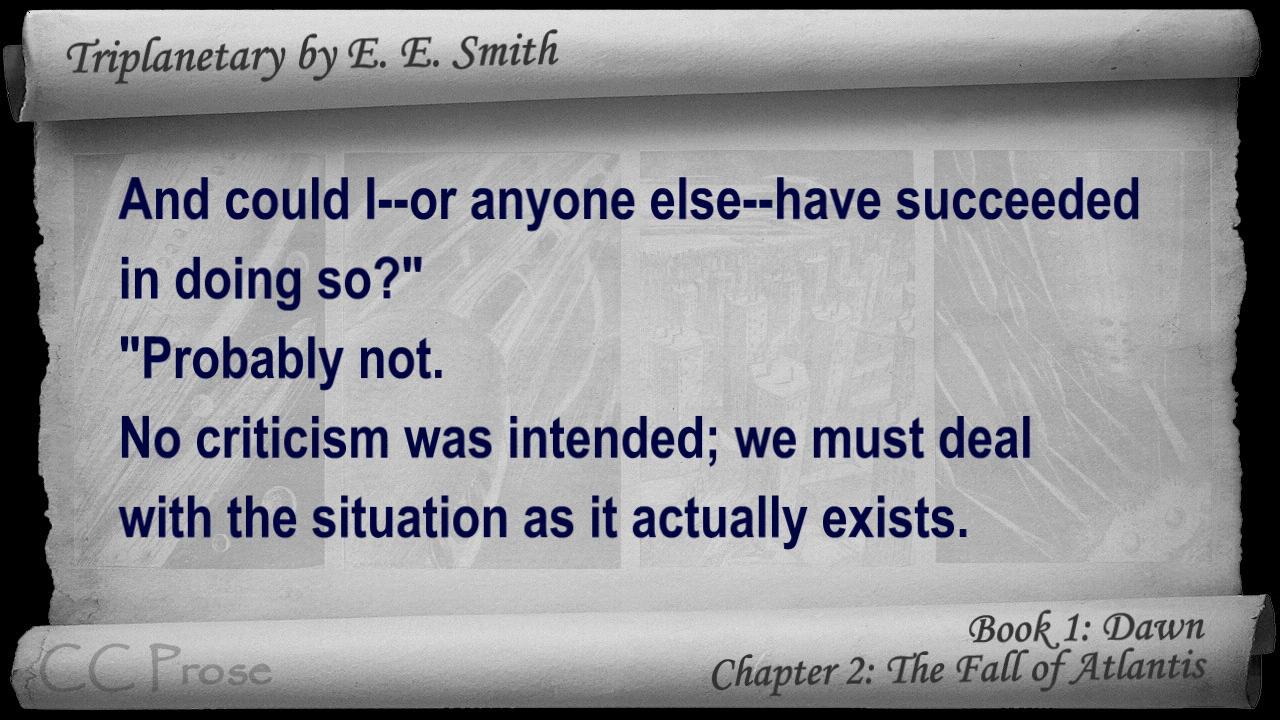 Triplanetary by E. E. Smith
And could I--or anyone else--have succeeded
in doing so?"
"Probably not.
No criticism was intended; we must deal
with the situation as it actually exists.
CC Prose
Book 1: Dawn
Chapter 2: The Fall of Atlantis